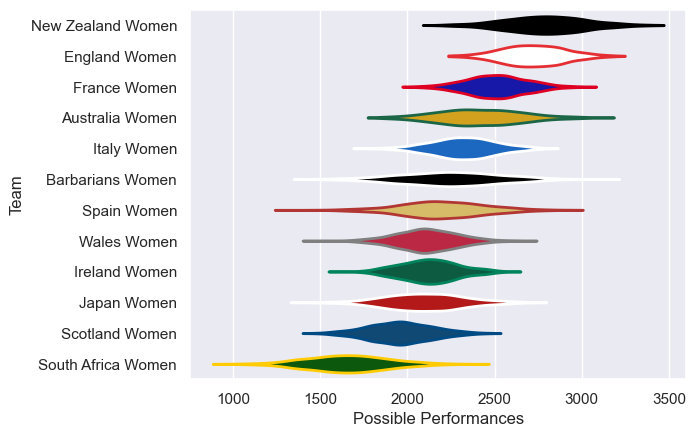 New Zealand Women
England Women
France Women
Australia Women
Italy Women
Barbarians Women
Spain Women
Wales Women
Ireland Women
Japan Women
Scotland Women
South Africa Women
Team
1000 1500 2000 2500 3000 3500
Possible Performances